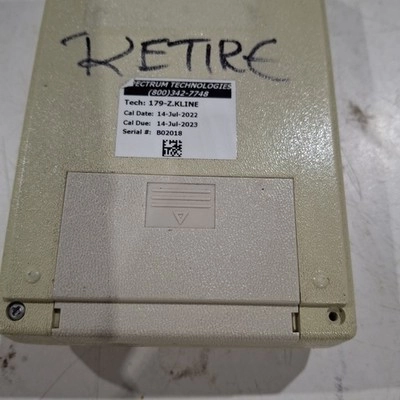 RETIRE
SPECTRUM TECHNOLOGIES
(800)342-7748
Tech: 179-Z.KLINE
Cal Date: 14-Jul-2022
Cal Due: 14-Jul-2023
Serial #: B02018